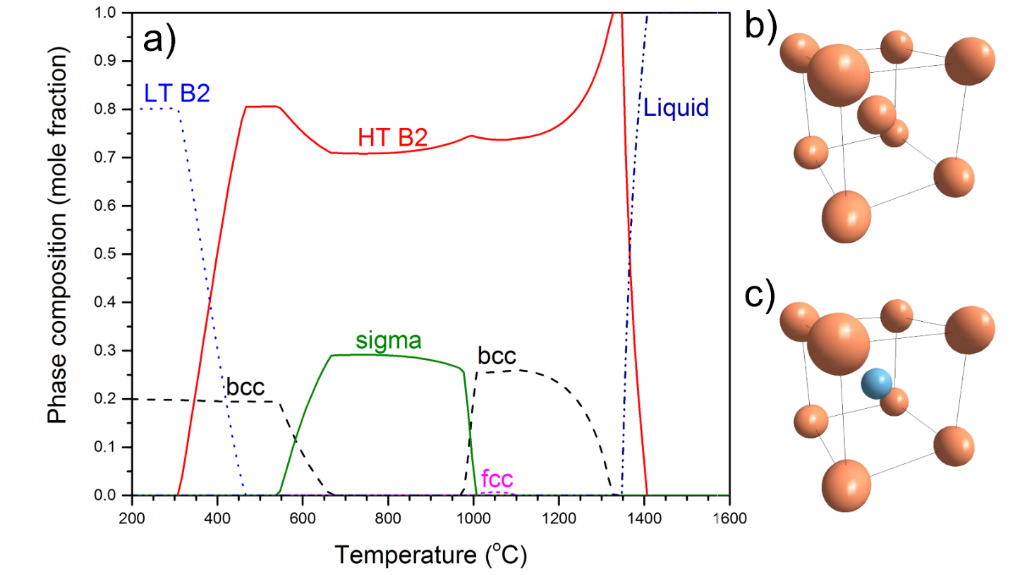 a)
b)
1.0
0.9
0.8
0.7
0.6
0.5
0.4
0.3
0.2
0.1
0.0
Phase composition (mole fraction)
LT B2
HT B2
Liquid
sigma
bcc
bcc
fcc
c)
200
400
600
800
1000
1200
1400
1600
Temperature (°C)